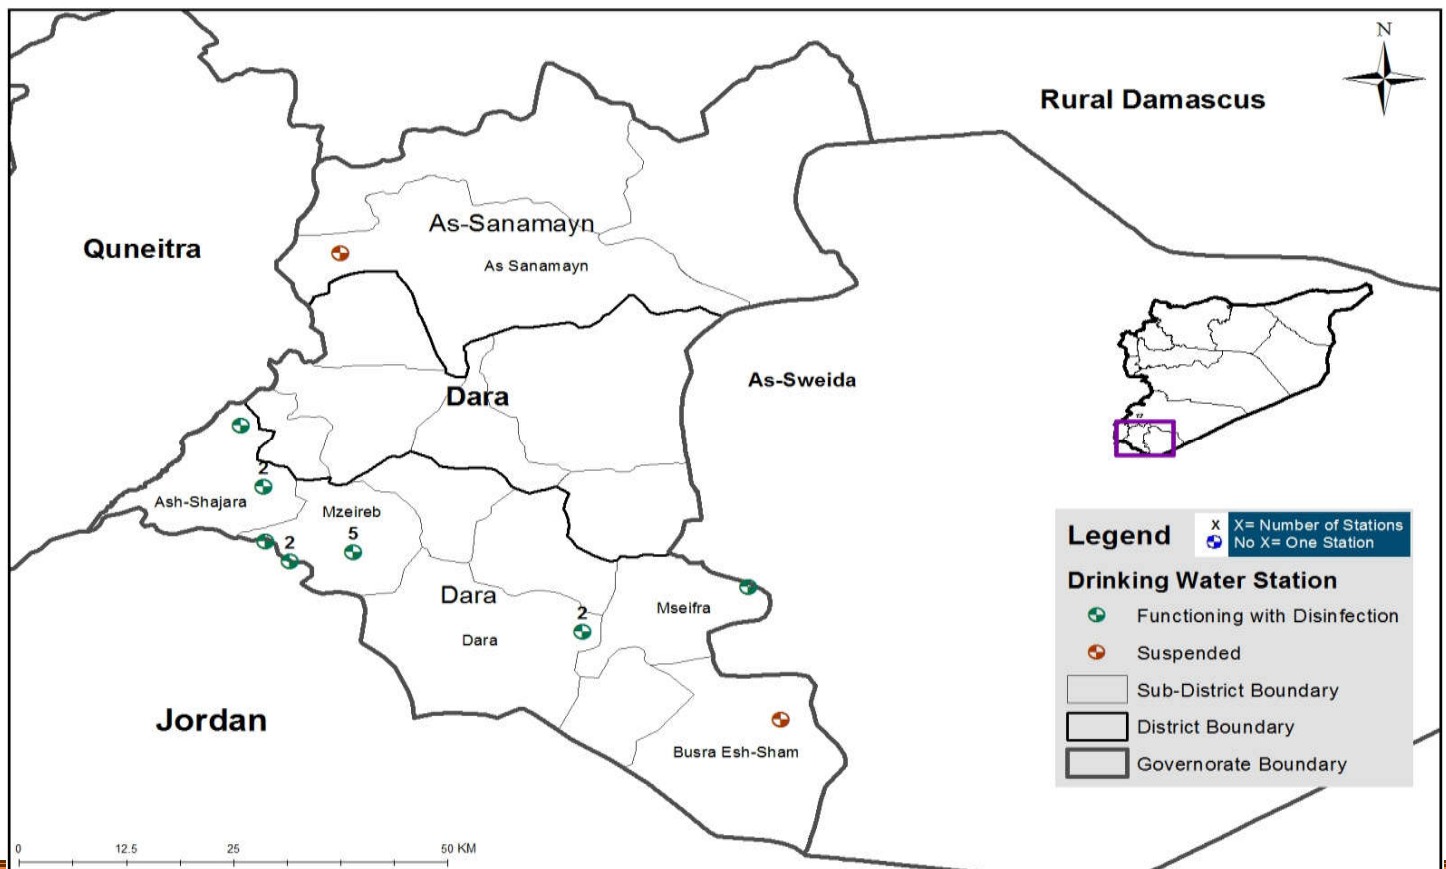 N
Rural Damascus
As-Sanamayn
Quneitra
As Sanamayn
As-Sweida
Dara
2
Ash-Shajara
Mzeireb
5
2
Dara
Mseifra
2
Dara
Jordan
Busra Esh-Sham
Legend
X
X= Number of Stations
No X= One Station
Drinking Water Station
Functioning with Disinfection
Suspended
Sub-District Boundary
District Boundary
Governorate Boundary
0 12.5 25 50 KM